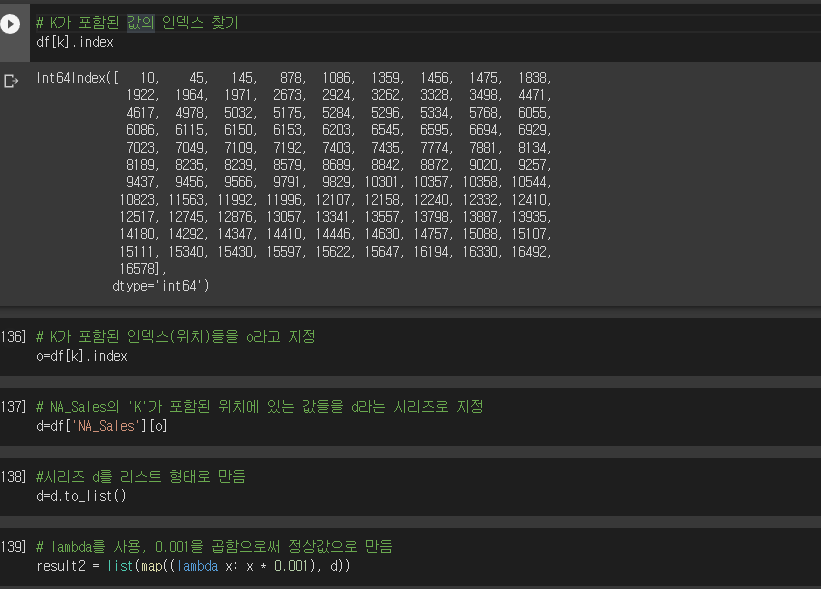 # K가 포함된 값의 인덱스 찾기
df[k].index
Int64Index([   10,    45,   145,   878,  1086,  1359,  1456,  1475,  1838,
1922,  1964,  1971,  2673,  2924,  3262,  3328,  3498,  4471,
4617,  4978,  5032,  5175,  5284,  5296,  5334,  5768,  6055,
6086,  6115,  6150,  6153,  6203,  6545,  6595,  6694,  6929,
7023,  7049,  7109,  7192,  7403,  7435,  7774,  7881,  8134,
8189,  8235,  8239,  8579,  8689,  8842,  8872,  9020,  9257,
9437,  9456,  9566,  9791,  9829, 10301, 10357, 10358, 10544,
10823, 11563, 11992, 11996, 12107, 12158, 12240, 12332, 12410,
12517, 12745, 12876, 13057, 13341, 13557, 13798, 13887, 13935,
14180, 14292, 14347, 14410, 14446, 14630, 14757, 15088, 15107,
15111, 15340, 15430, 15597, 15622, 15647, 16194, 16330, 16492,
16578],
dtype='int64')
136] # K가 포함된 인덱스(위치)들을 o라고 지정
o=df[k].index
137] # NA_Sales의 'K'가 포함된 위치에 있는 값들을 d라는 시리즈로 지정
d=df['NA_Sales'][o]
138] #시리즈 d를 리스트 형태로 만듬
d=d.to_list()
139] # lambda를 사용, 0.001을 곱함으로써 정상값으로 만듬
result2 = list(map((lambda x: x * 0.001), d))